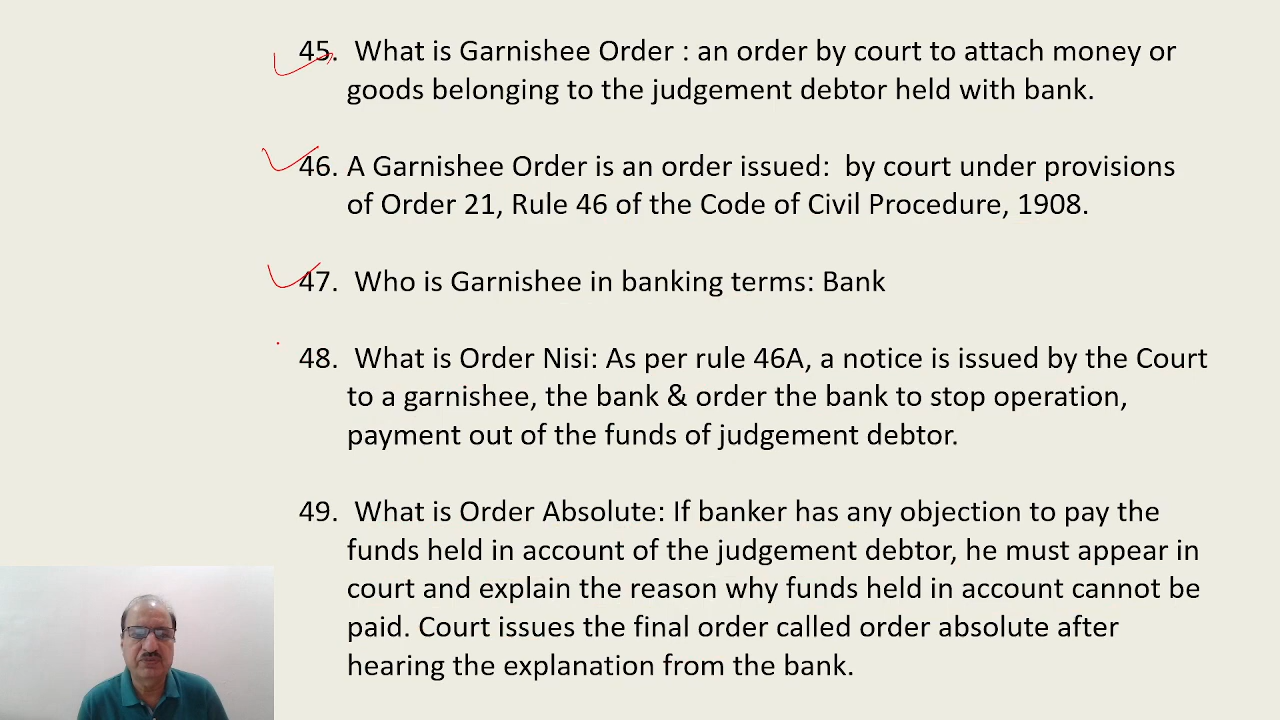 45. What is Garnishee Order : an order by court to attach money or
goods belonging to the judgement debtor held with bank.
46. A Garnishee Order is an order issued: by court under provisions
of Order 21, Rule 46 of the Code of Civil Procedure, 1908.
47. Who is Garnishee in banking terms: Bank
48. What is Order Nisi: As per rule 46A, a notice is issued by the Court
to a garnishee, the bank & order the bank to stop operation,
payment out of the funds of judgement debtor.
49. What is Order Absolute: If banker has any objection to pay the
funds held in account of the judgement debtor, he must appear in
court and explain the reason why funds held in account cannot be
paid. Court issues the final order called order absolute after
hearing the explanation from the bank.